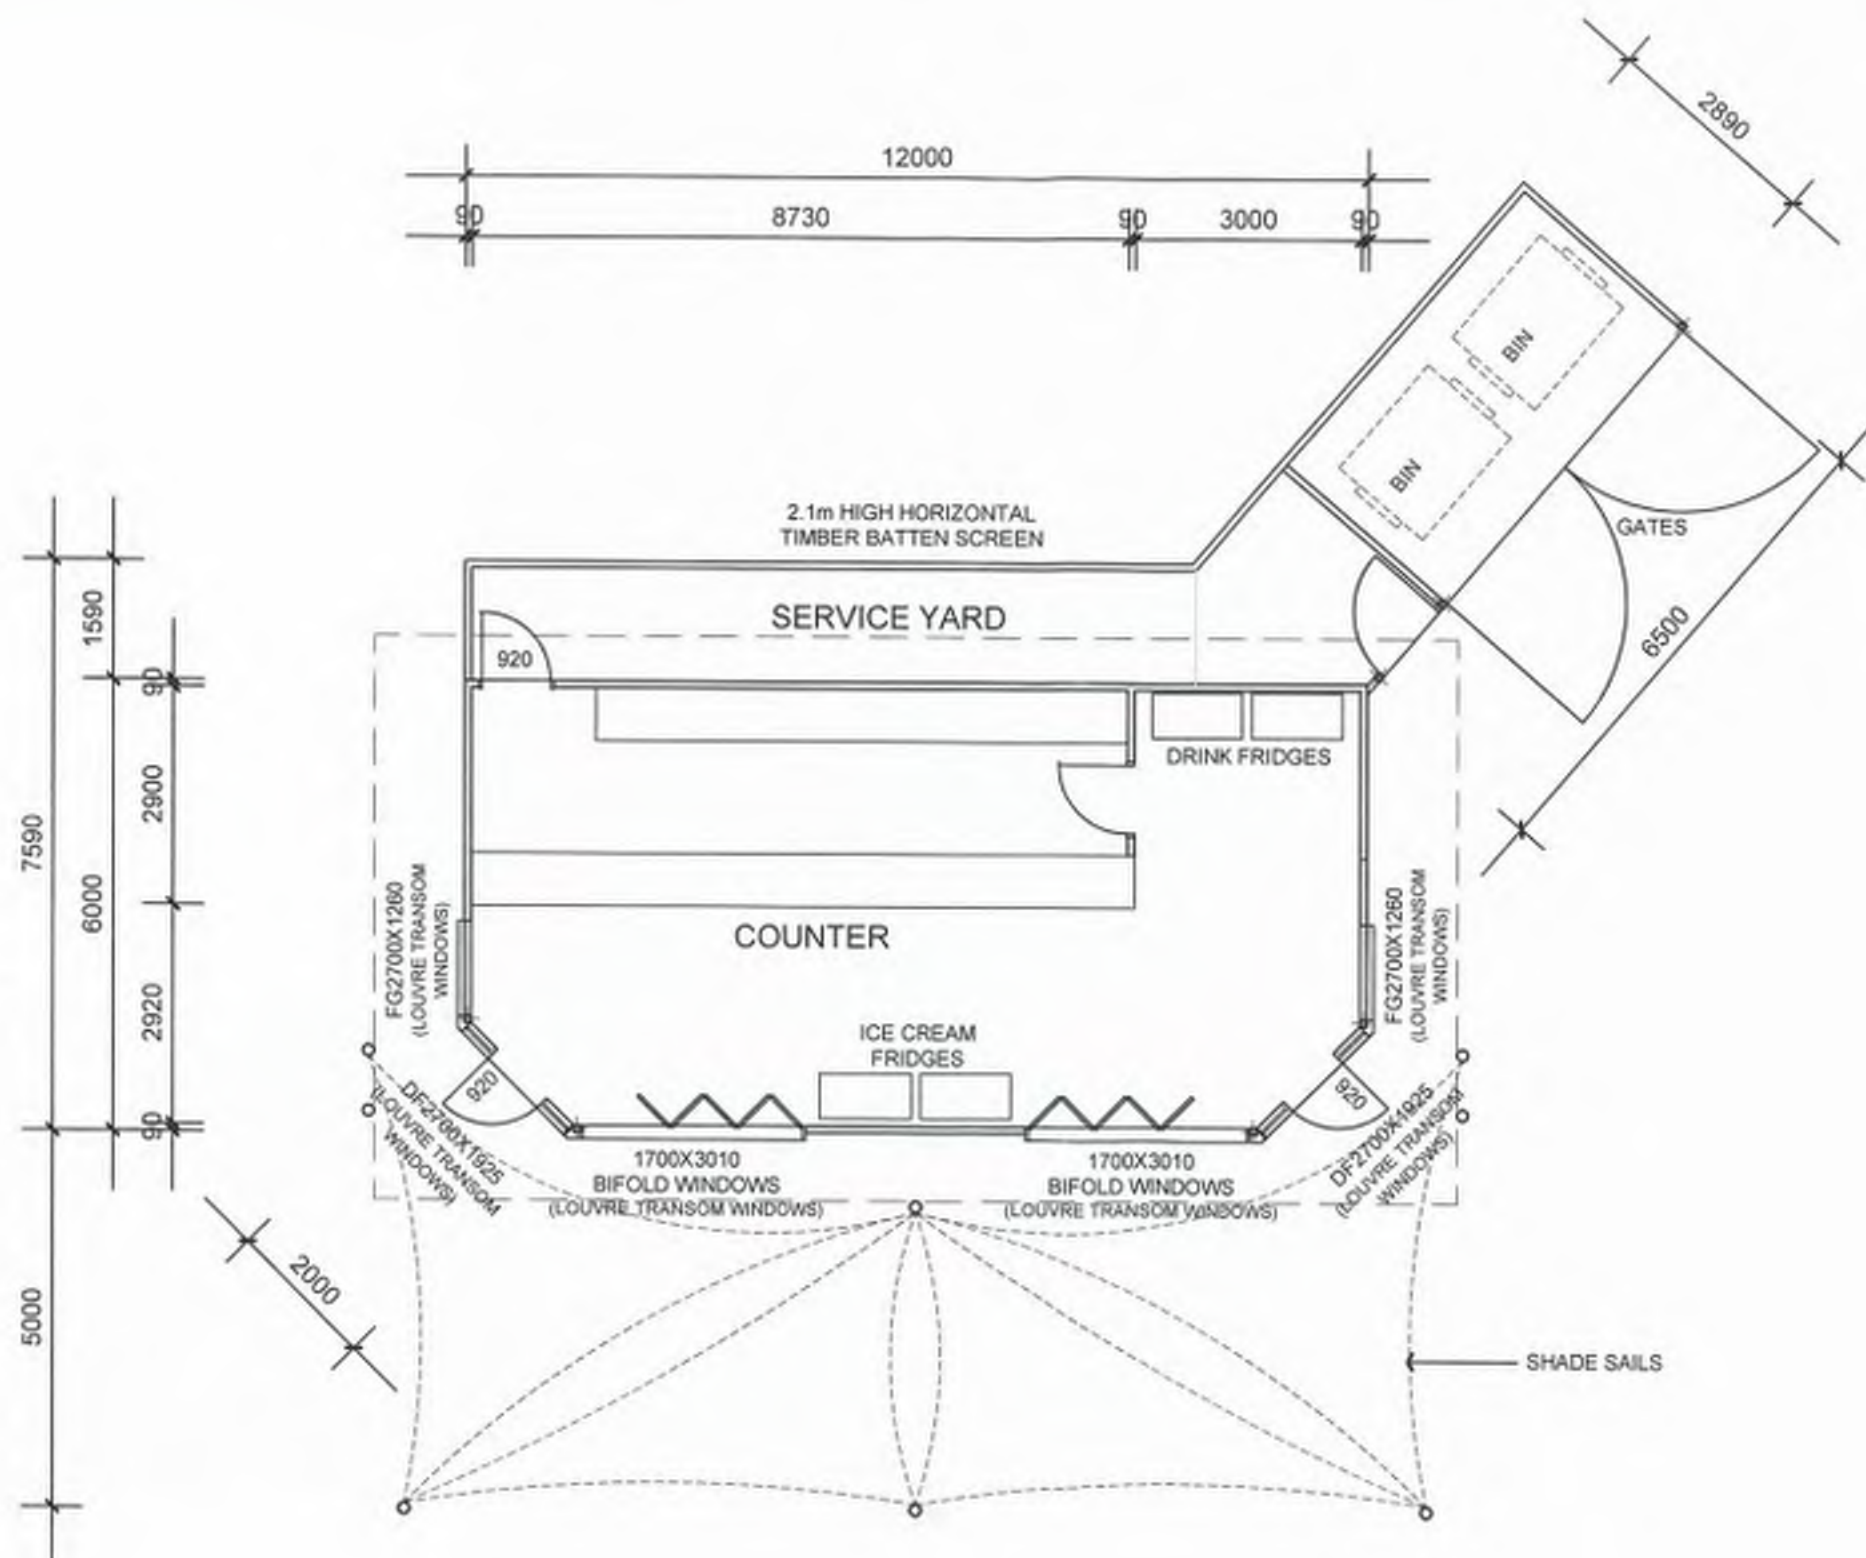 2890
12000
90
8730
90
3000
90
BIN
BIN
2.1m HIGH HORIZONTAL
TIMBER BATTEN SCREEN
GATES
6500
SERVICE YARD
920
DRINK FRIDGES
1590
90
2900
7590
6000
2920
90
FG2700X1260
(LOUVRE TRANSOM
WINDOWS)
COUNTER
FG2700X1260
(LOUVRE TRANSOM
WINDOWS)
ICE CREAM
FRIDGES
920
920
DF2700X1925
(LOUVRE TRANSOM
WINDOWS)
1700X3010
BIFOLD WINDOWS
(LOUVRE TRANSOM WINDOWS)
1700X3010
BIFOLD WINDOWS
(LOUVRE TRANSOM WINDOWS)
DF2700X1925
(LOUVRE TRANSOM
WINDOWS)
2000
5000
SHADE SAILS